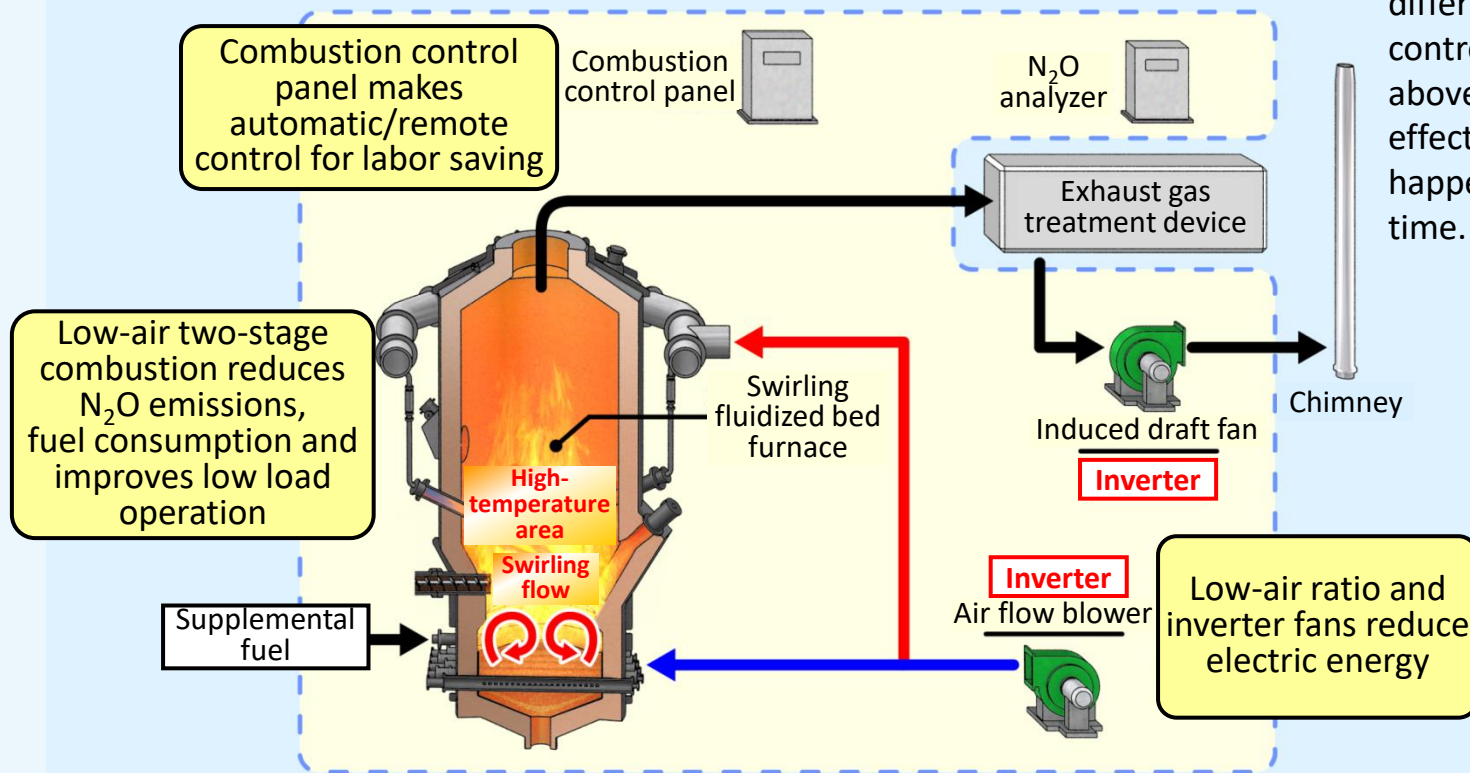 Combustion control
panel makes
automatic/remote
control for labor saving
Combustion
control panel
N₂O
analyzer
above
effect
time.
Exhaust gas
treatment device
Low-air two-stage
combustion reduces
N₂O emissions,
fuel consumption and
improves low load
operation
Swirling
fluidized bed
furnace
Chimney
Induced draft fan
Inverter
High-
temperature
area
Swirling
flow
Supplemental
fuel
Inverter
Air flow blower
Low-air ratio and
inverter fans reduce
electric energy